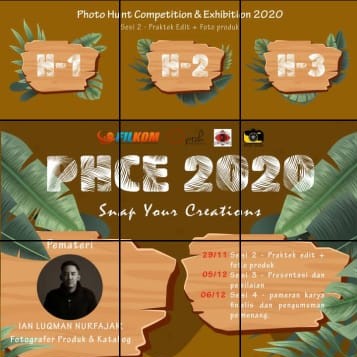 Photo Hunt Competition & Exhibition 2020
Sesi 2 - Praktek Edit + Foto produk
H-1
H-2
H-3
FILKOM
PHCE 2020
Snap Your Creations
Pemateri
IAN LUQMAN NURFAJAR
Fotografer Produk & Katalog
29/11 Sesi 2 - Praktek edit +
foto produk
05/12 Sesi 3 - Presentasi dan
penilaian
06/12 Sesi 4 - pameran karya
finalis dan pengumuman
pemenang.